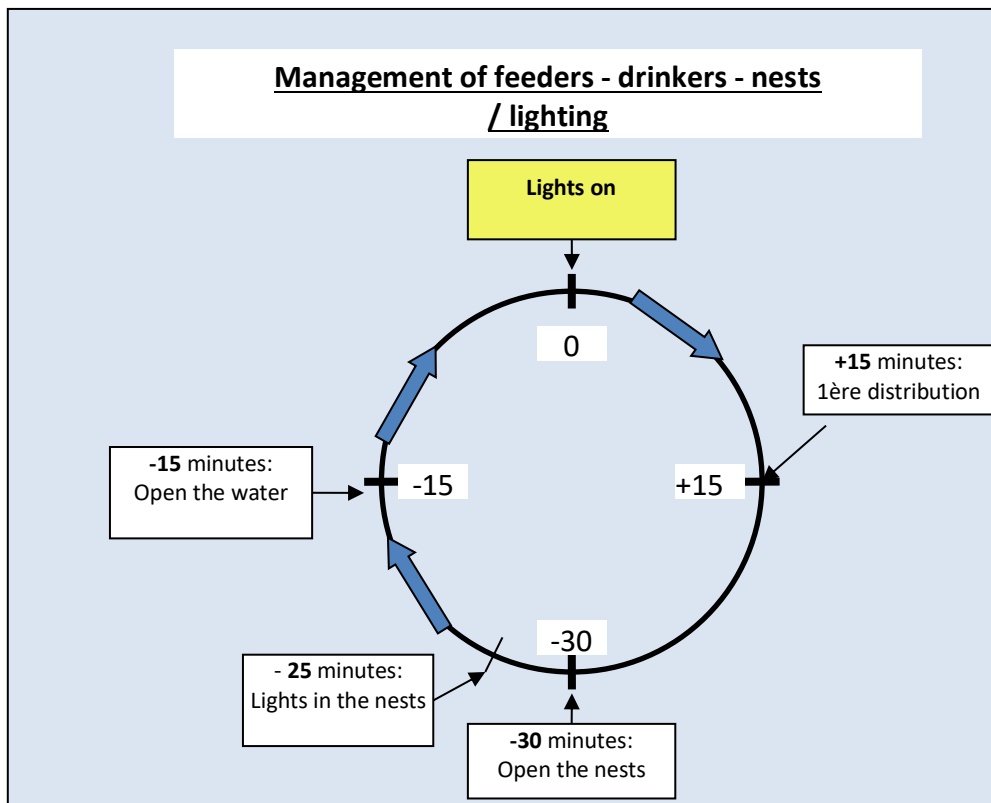 Management of feeders - drinkers - nests
/ lighting
Lights on
0
+15 minutes:
1ère distribution
-15 minutes:
Open the water
-15
+15
-30
- 25 minutes:
Lights in the nests
-30 minutes:
Open the nests